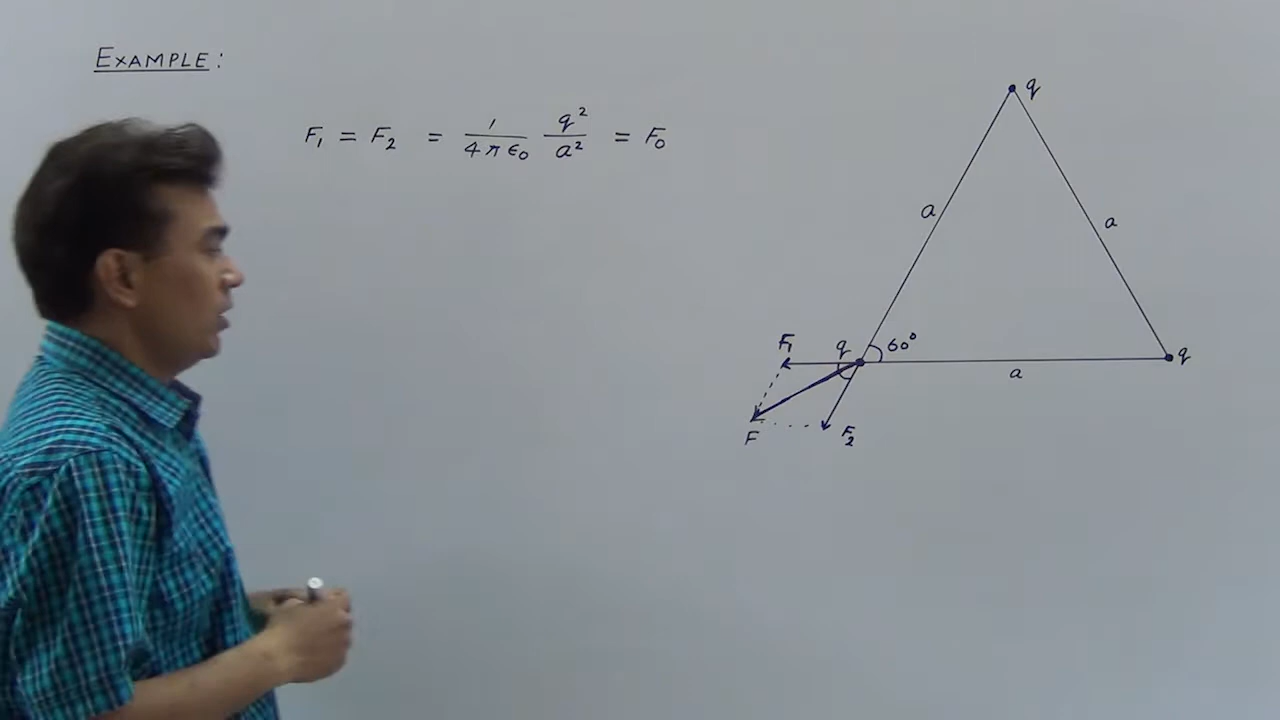 EXAMPLE:
F₁ = F₂ = 1/4πϵ₀ q²/a² = F₀
q
a
a
F₁
q
60°
q
a
F
F₂